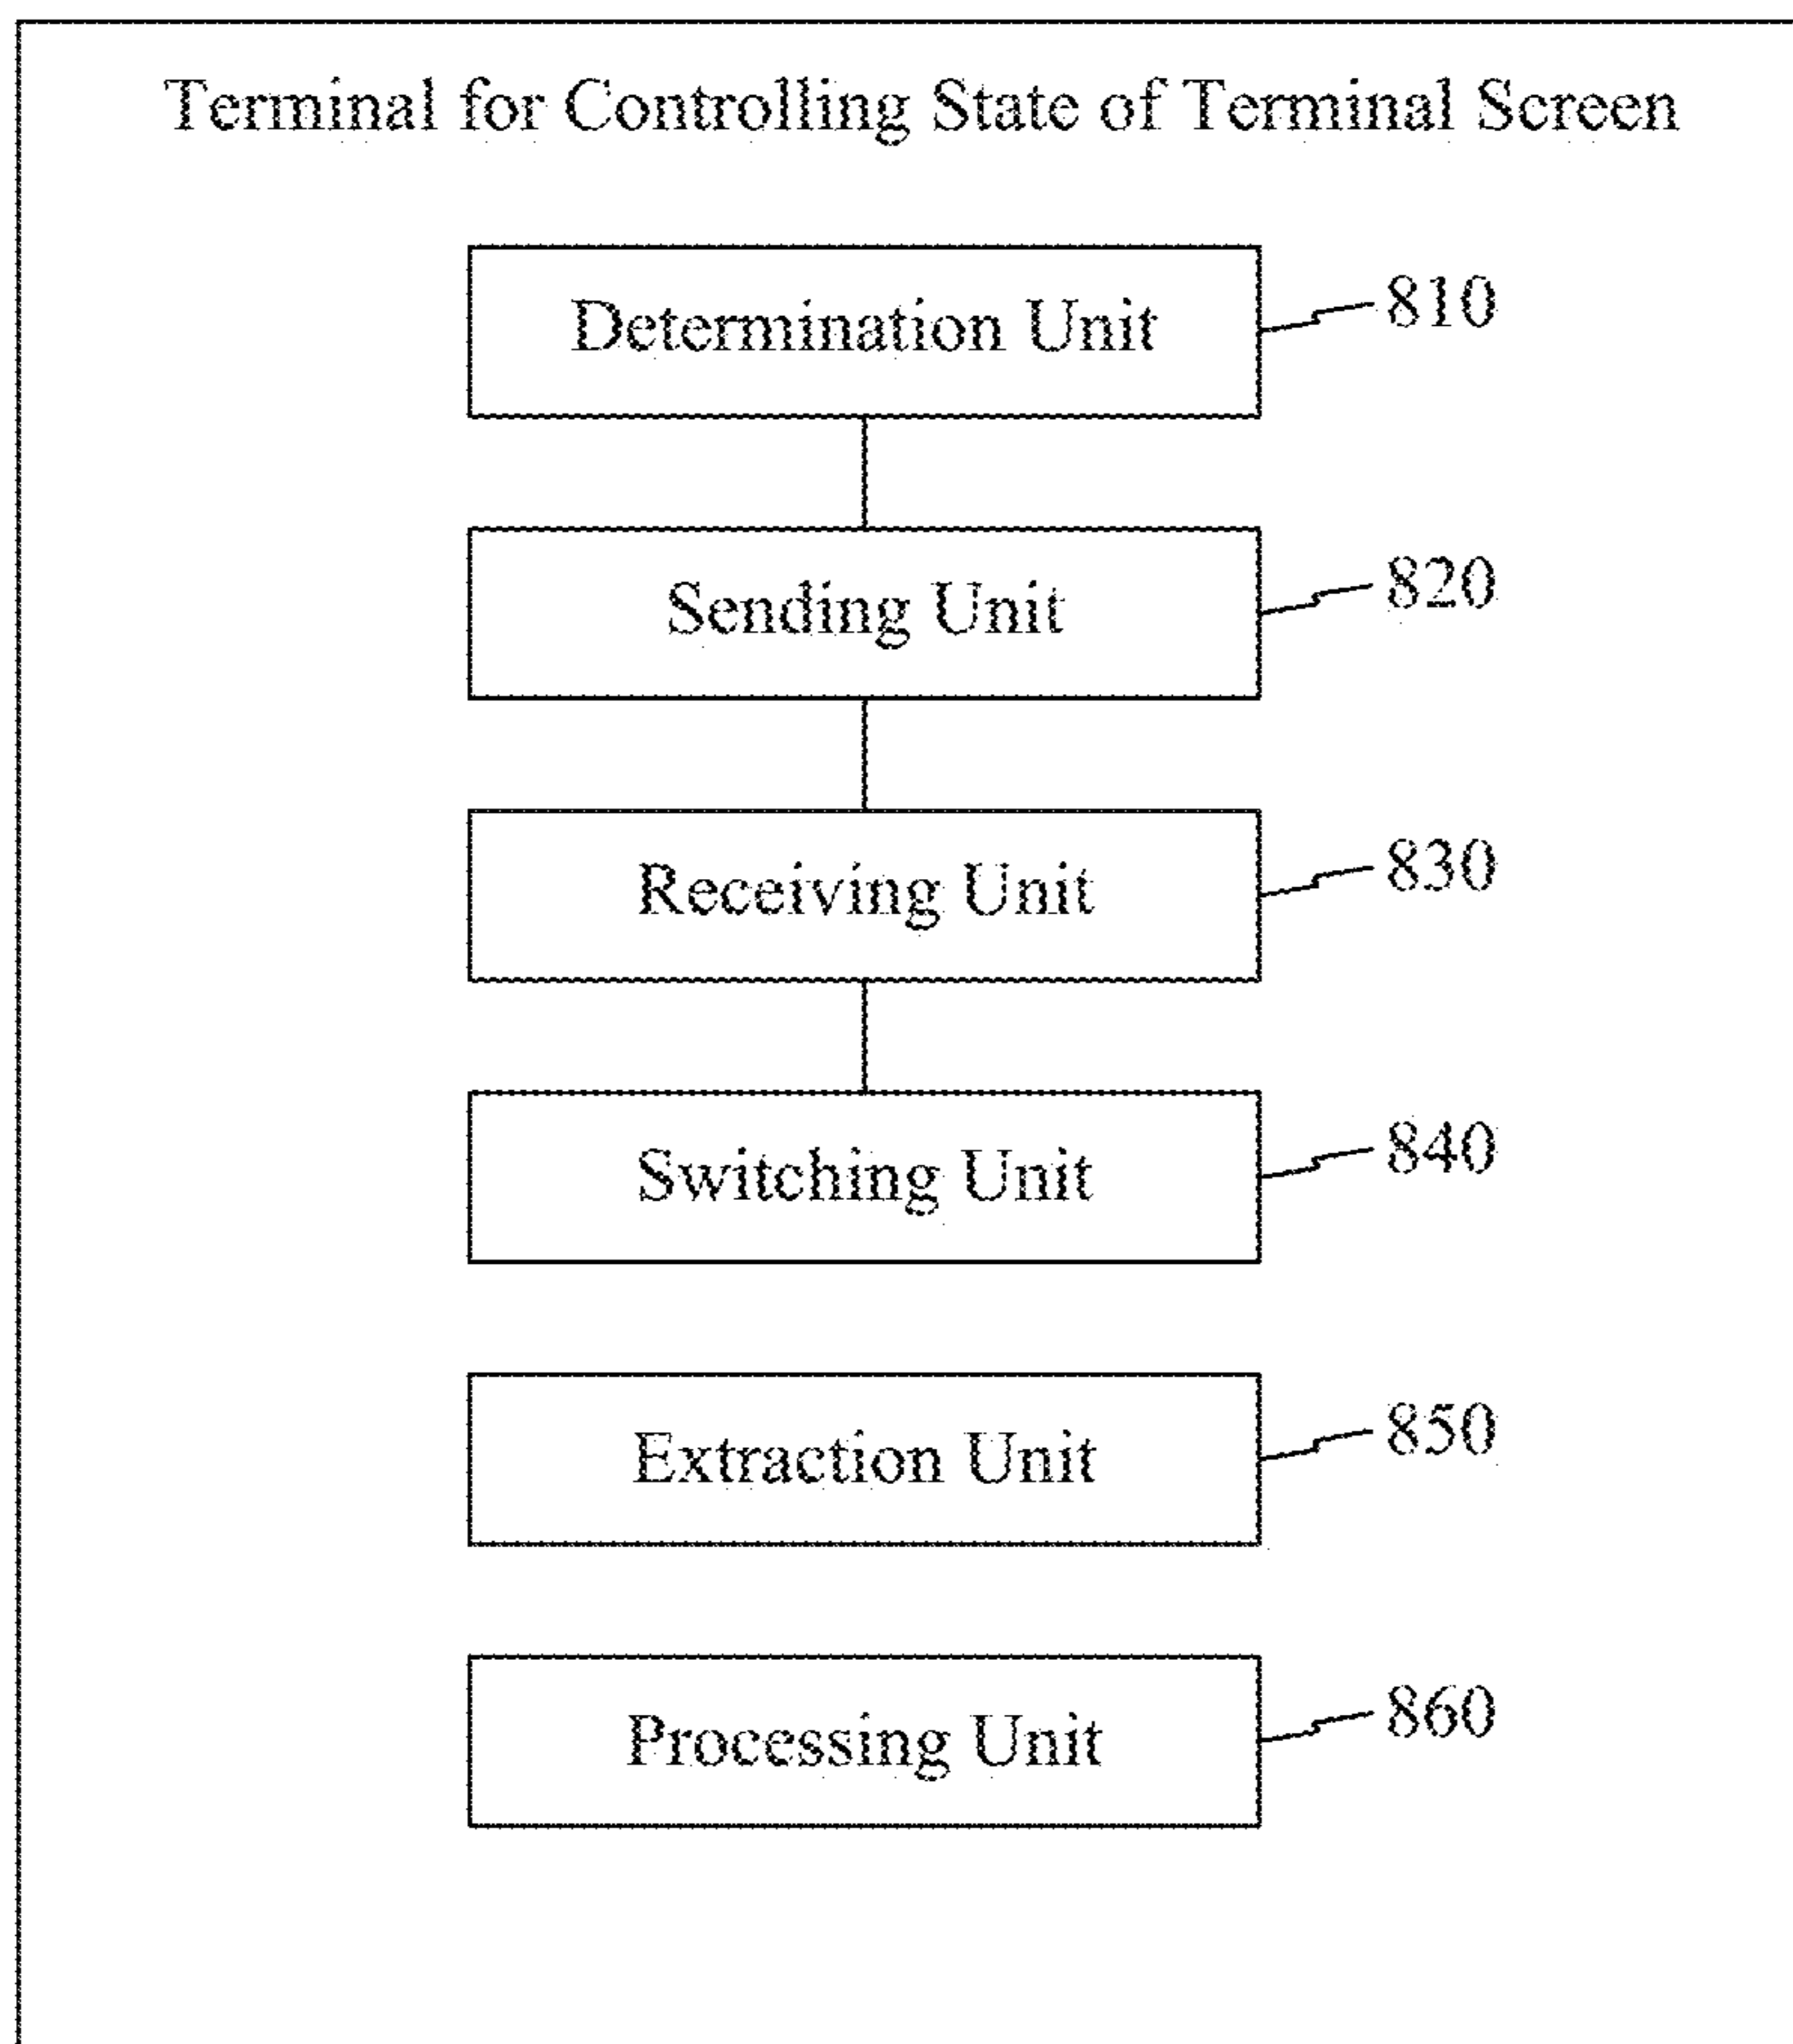 Terminal for Controlling State of Terminal Screen
Determination Unit 810
Sending Unit 820
Receiving Unit 830
Switching Unit 840
Extraction Unit 850
Processing Unit 860